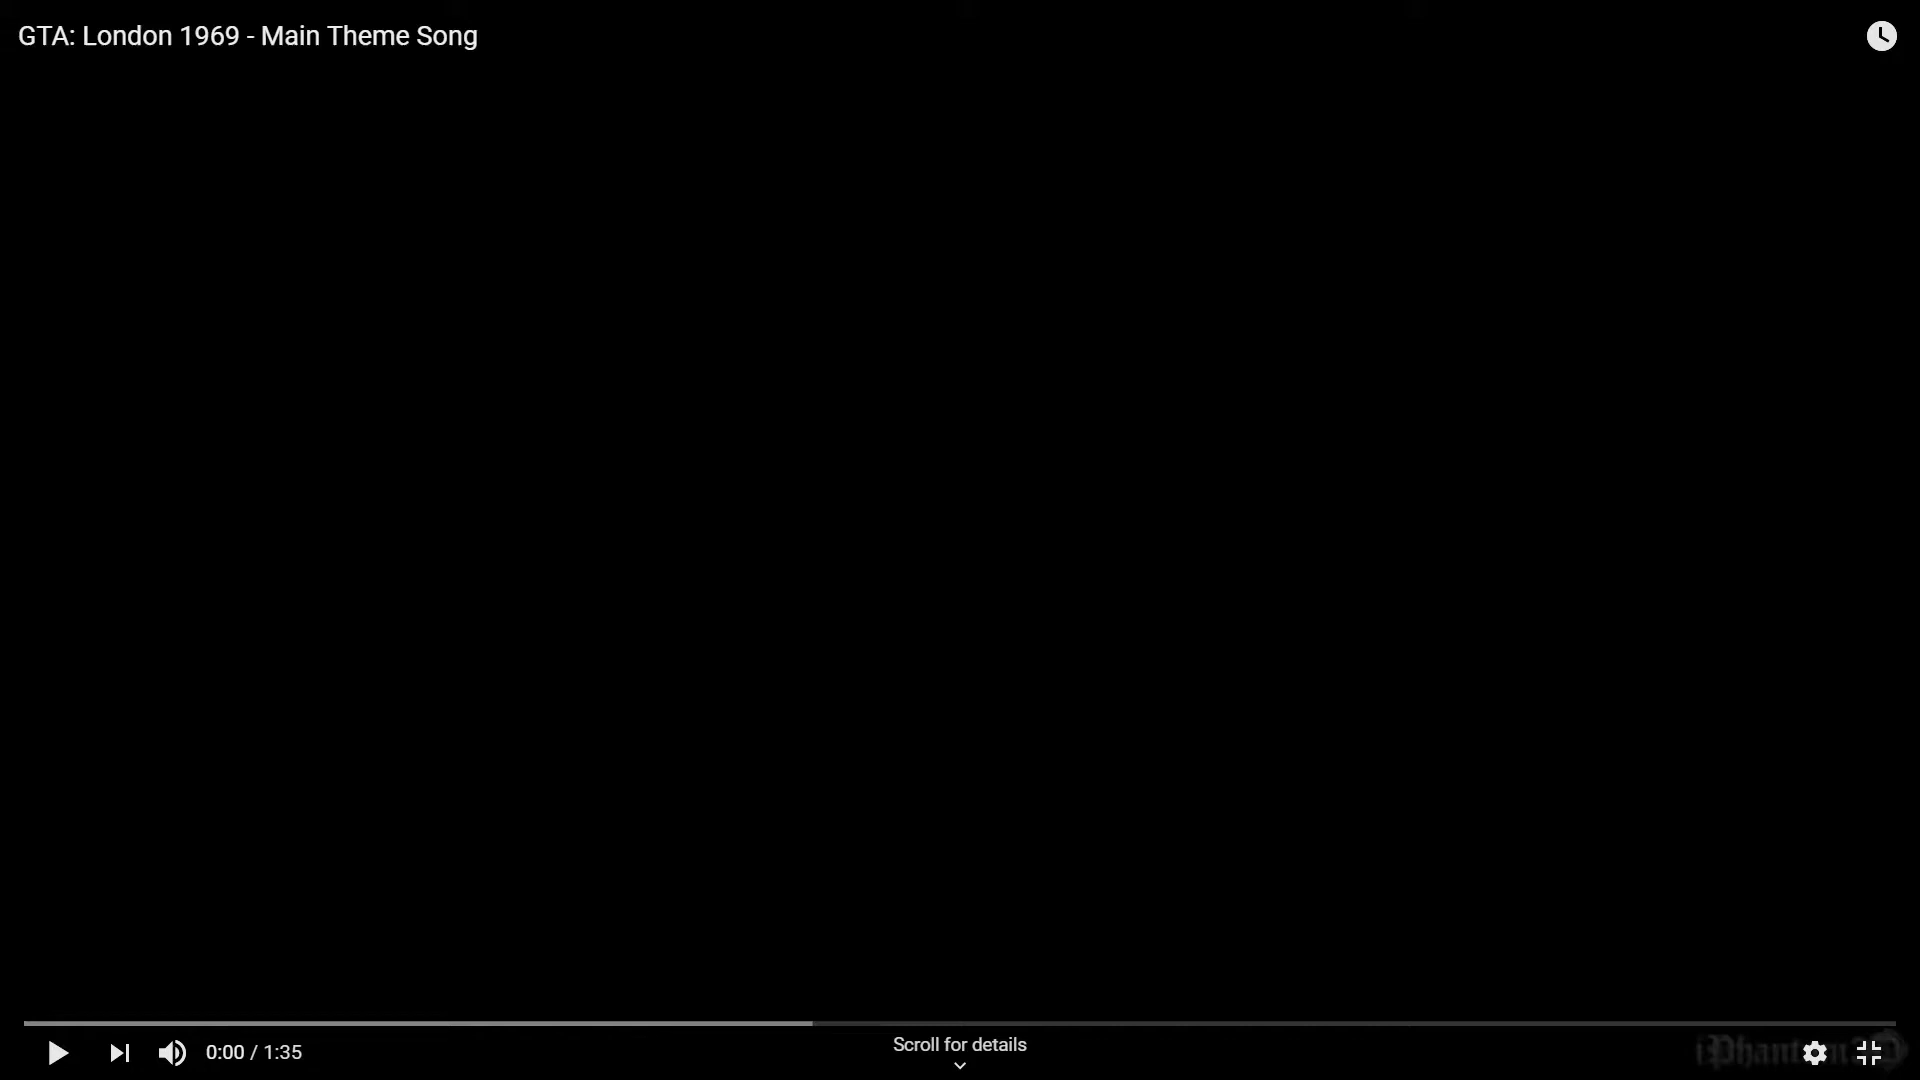 GTA: London 1969 - Main Theme Song
Scroll for details
0:00 / 1:35